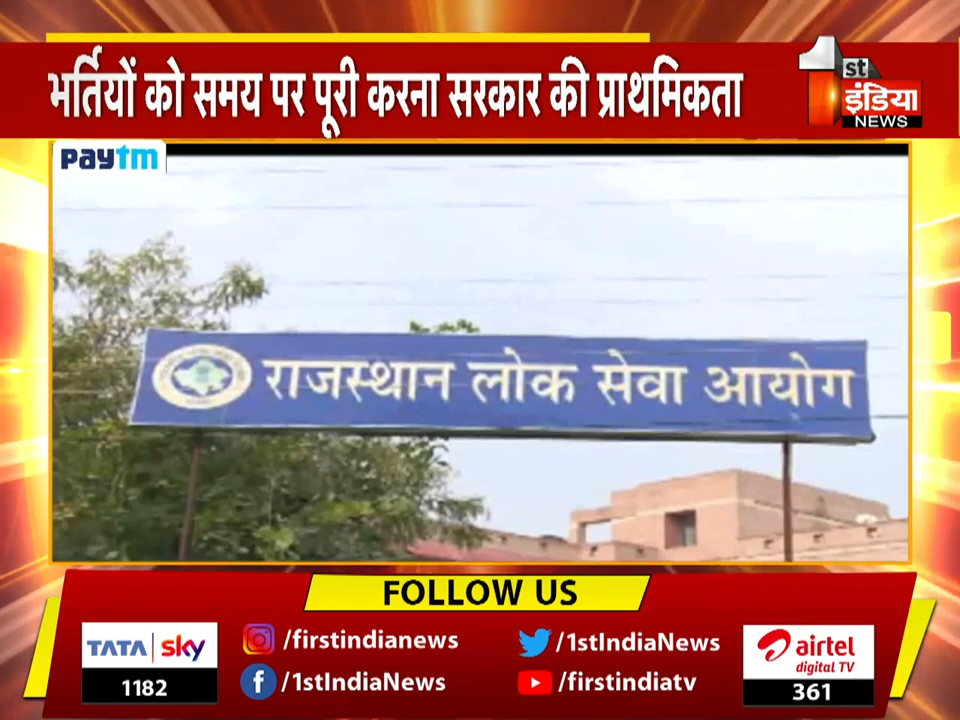 भर्तियों को समय पर पूरी करना सरकार की प्राथमिकता
1st
इंडिया
NEWS
paytm
राजस्थान लोक सेवा आयोग
FOLLOW US
TATA sky
1182
/firstindianews
/1stIndiaNews
/1stIndiaNews
/firstindiatv
airtel
digital TV
361